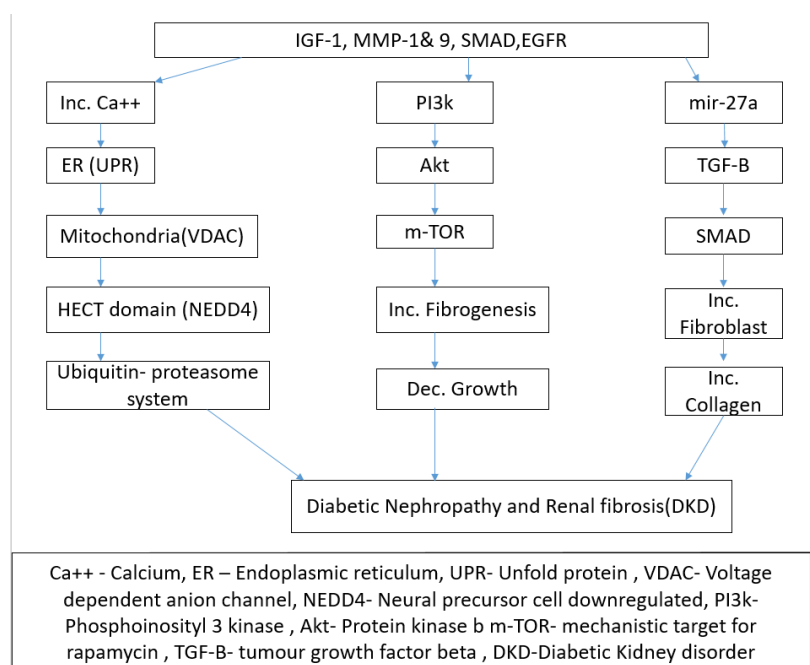 IGF-1, MMP-1& 9, SMAD,EGFR
Inc. Ca++
ER (UPR)
Mitochondria(VDAC)
HECT domain (NEDD4)
Ubiquitin- proteasome
system
PI3k
Akt
m-TOR
Inc. Fibrogenesis
Dec. Growth
mir-27a
TGF-B
SMAD
Inc.
Fibroblast
Inc.
Collagen
Diabetic Nephropathy and Renal fibrosis(DKD)
Ca++ - Calcium, ER – Endoplasmic reticulum, UPR- Unfold protein , VDAC- Voltage
dependent anion channel, NEDD4- Neural precursor cell downregulated, PI3k-
Phosphoinosityl 3 kinase , Akt- Protein kinase b m-TOR- mechanistic target for
rapamycin , TGF-B- tumour growth factor beta , DKD-Diabetic Kidney disorder